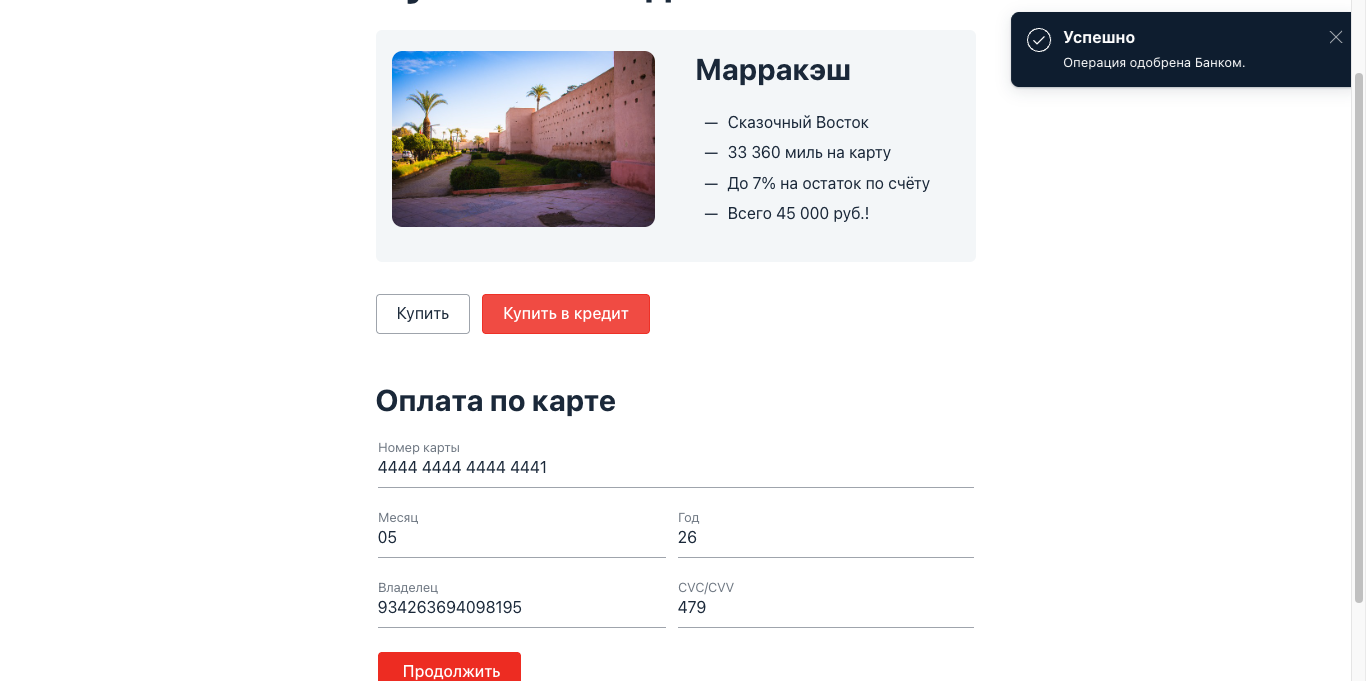 Марракэш
— Сказочный Восток
— 33 360 миль на карту
— До 7% на остаток по счёту
— Всего 45 000 руб.!
Успешно
Операция одобрена Банком.
Купить
Купить в кредит
Оплата по карте
Номер карты
4444 4444 4444 4441
Месяц
05
Год
26
Владелец
934263694098195
CVC/CVV
479
Продолжить